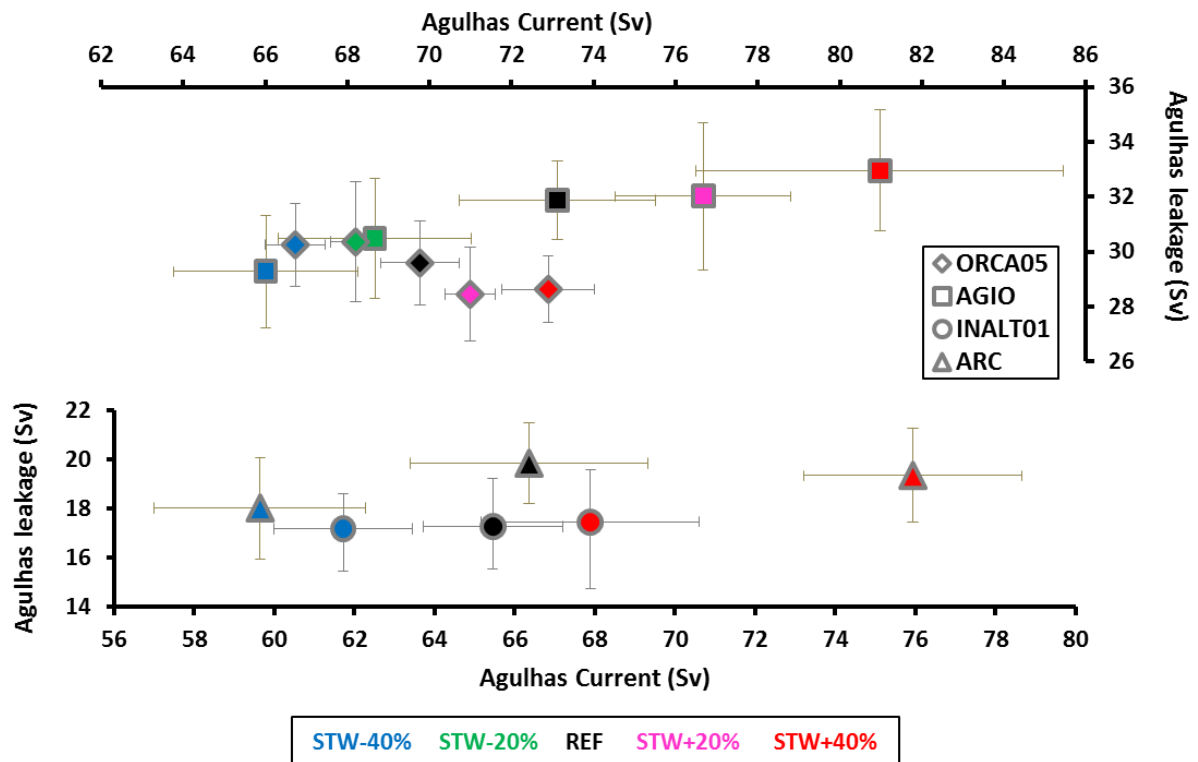 Agulhas Current (Sv)
62 64 66 68 70 72 74 76 78 80 82 84 86
36
34
32
30
28
26
Agulhas leakage (Sv)
ORCA05
AGIO
INALT01
ARC
Agulhas leakage (Sv)
22
20
18
16
14
56 58 60 62 64 66 68 70 72 74 76 78 80
Agulhas Current (Sv)
STW-40% STW-20% REF STW+20% STW+40%